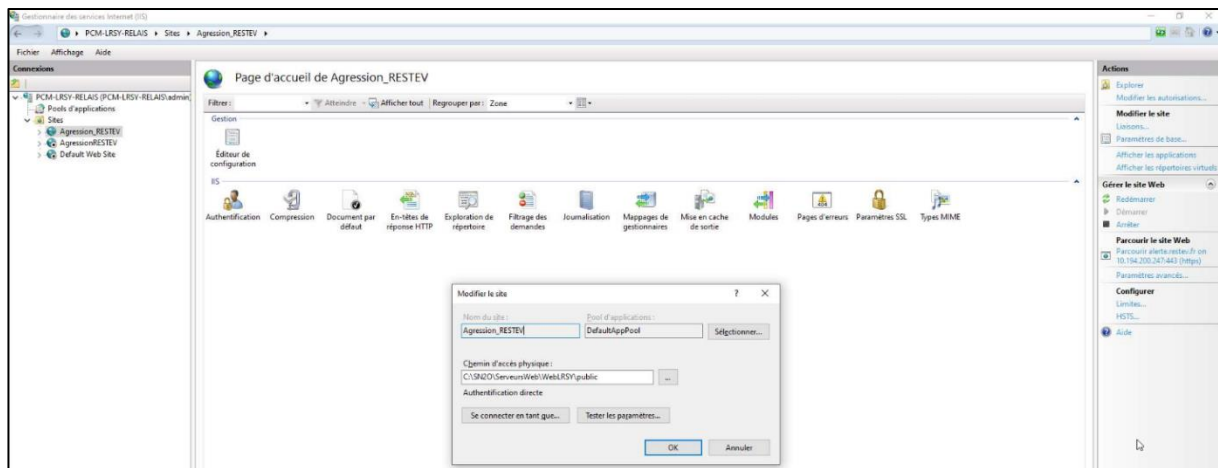 Gestionnaire des services Internet (IIS)
PCM-LRSY-RELAIS ▸ Sites ▸ Agression_RESTEV ▸
Fichier Affichage Aide
Connexions
PCM-LRSY-RELAIS (PCM-LRSY-RELAIS\admin
Pools d'applications
Sites
Agression_RESTEV
AgressionRESTEV
Default Web Site
Page d'accueil de Agression_RESTEV
Filtrer : Atteindre Afficher tout Regrouper par : Zone
Gestion
Éditeur de
configuration
IIS
Authentification Compression Document par En-têtes de Exploration de Filtrage des Journalisation Mappages de Mise en cache Modules Pages d'erreurs Paramètres SSL Types MIME
défaut réponse HTTP répertoire demandes gestionnaires de sortie
Modifier le site
Nom du site : Pool d'applications :
Agression_RESTEV DefaultAppPool Sélectionner...
Chemin d'accès physique :
C:\SN2O\ServeursWeb\WebLRSY\public ...
Authentification directe
Se connecter en tant que... Tester les paramètres...
OK Annuler
Actions
Explorer
Modifier les autorisations...
Modifier le site
Liaisons...
Paramètres de base...
Afficher les applications
Afficher les répertoires virtuels
Gérer le site Web
Redémarrer
Démarrer
Arrêter
Parcourir le site Web
Parcourir alerte.restev.fr on
10.194.200.247:443 (https)
Paramètres avancés...
Configurer
Limites...
HSTS...
Aide